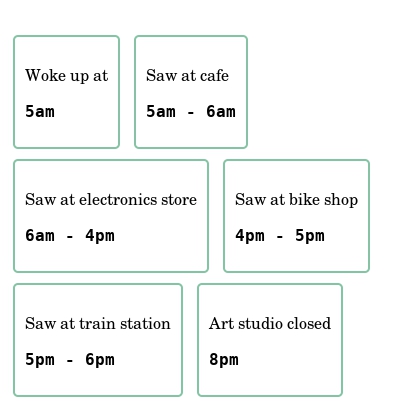 Woke up at
5am
Saw at cafe
5am - 6am
Saw at electronics store
6am - 4pm
Saw at bike shop
4pm - 5pm
Saw at train station
5pm - 6pm
Art studio closed
8pm